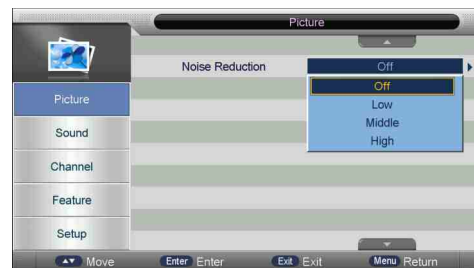 Picture
Noise Reduction Off
Off
Low
Middle
High
Picture
Sound
Channel
Feature
Setup
Move Enter Enter Exit Exit Menu Return